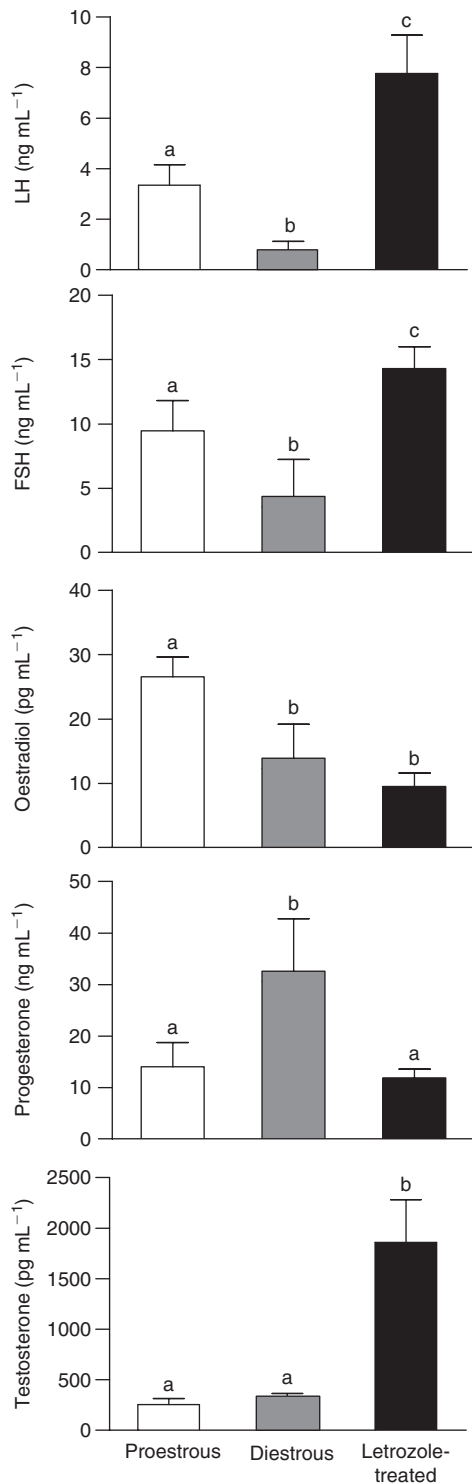 LH (ng mL⁻¹)
10
8
6
4
2
0
a
b
c
FSH (ng mL⁻¹)
20
15
10
5
0
a
b
c
Oestradiol (pg mL⁻¹)
40
30
20
10
0
a
b
b
Progesterone (ng mL⁻¹)
50
40
30
20
10
0
a
b
a
Testosterone (pg mL⁻¹)
2500
2000
1500
1000
500
0
a
a
b
Proestrous
Diestrous
Letrozole-
treated